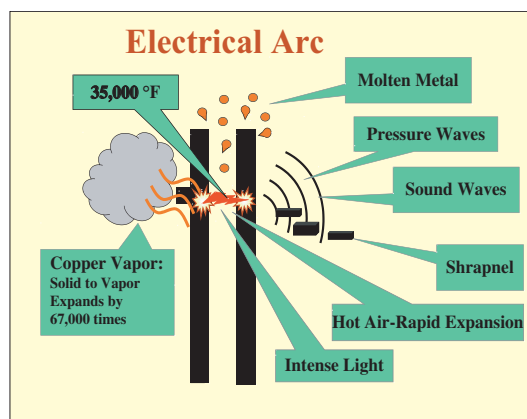 Electrical Arc
35,000 °F
Molten Metal
Pressure Waves
Sound Waves
Shrapnel
Copper Vapor:
Solid to Vapor
Expands by
67,000 times
Hot Air-Rapid Expansion
Intense Light